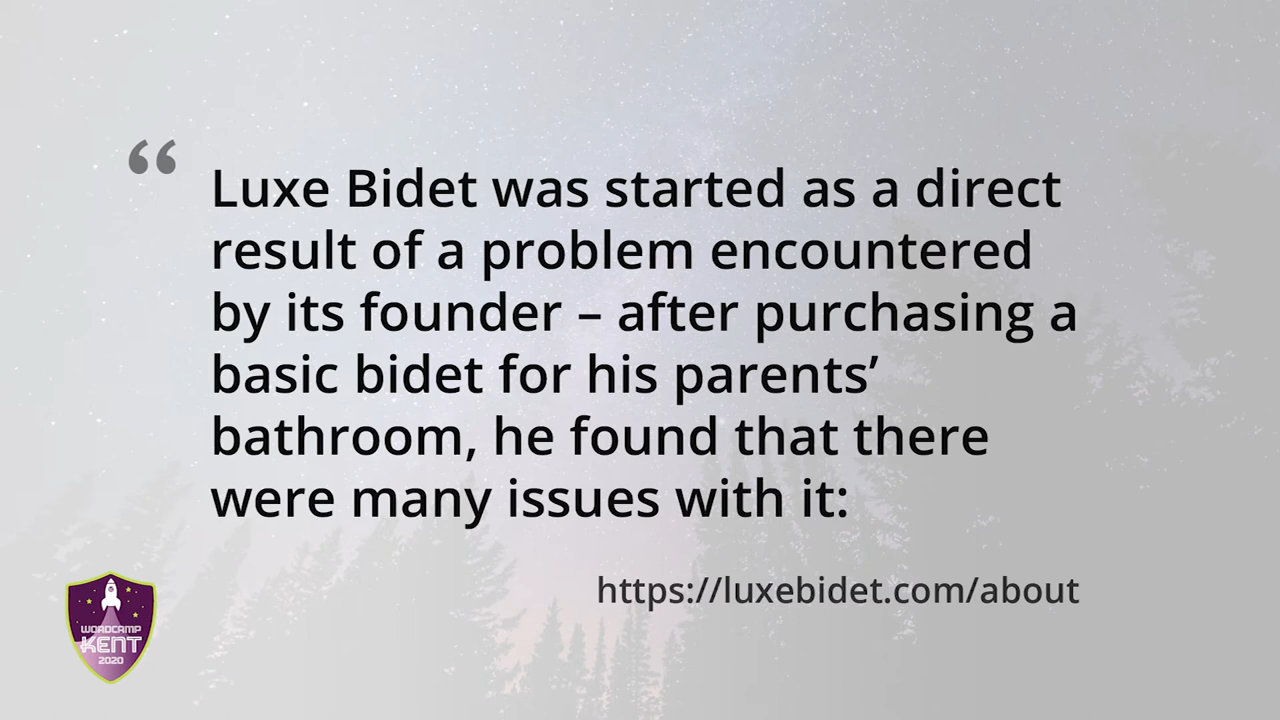 “
Luxe Bidet was started as a direct
result of a problem encountered
by its founder – after purchasing a
basic bidet for his parents’
bathroom, he found that there
were many issues with it:
https://luxebidet.com/about
WORDCAMP
KENT
2020